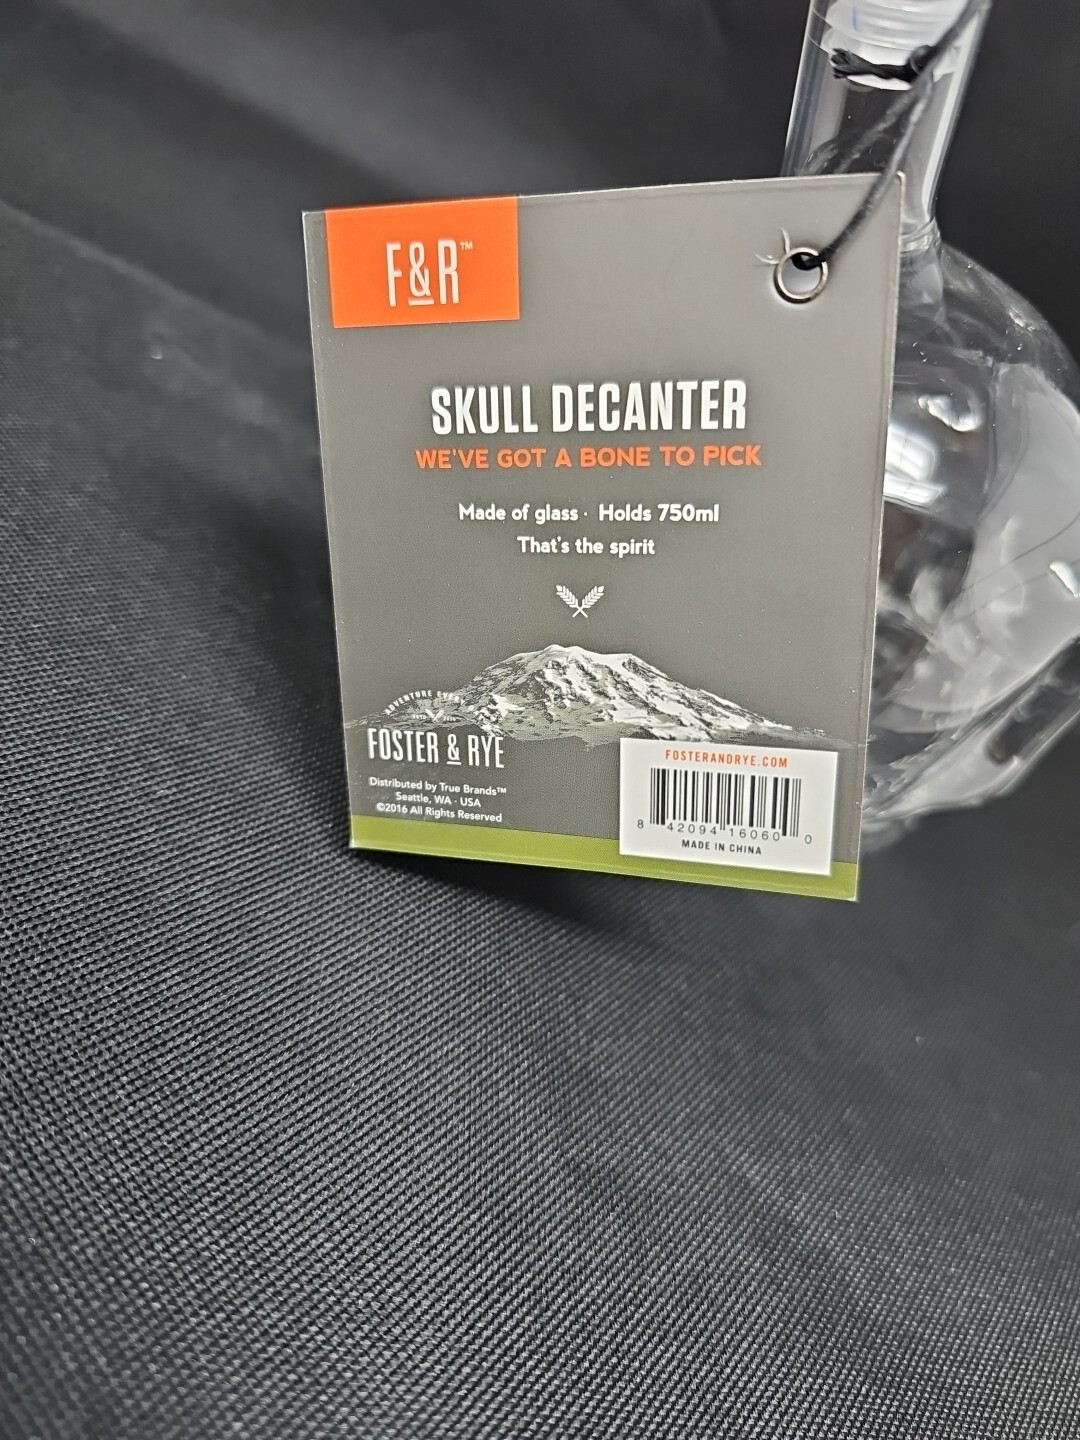 F&R™
SKULL DECANTER
WE'VE GOT A BONE TO PICK
Made of glass · Holds 750ml
That's the spirit
ADVENTURE
FOSTER & RYE
Distributed by True Brands™
Seattle, WA · USA
©2016 All Rights Reserved
FOSTERANDRYE.COM
8 42094 16060 0
MADE IN CHINA